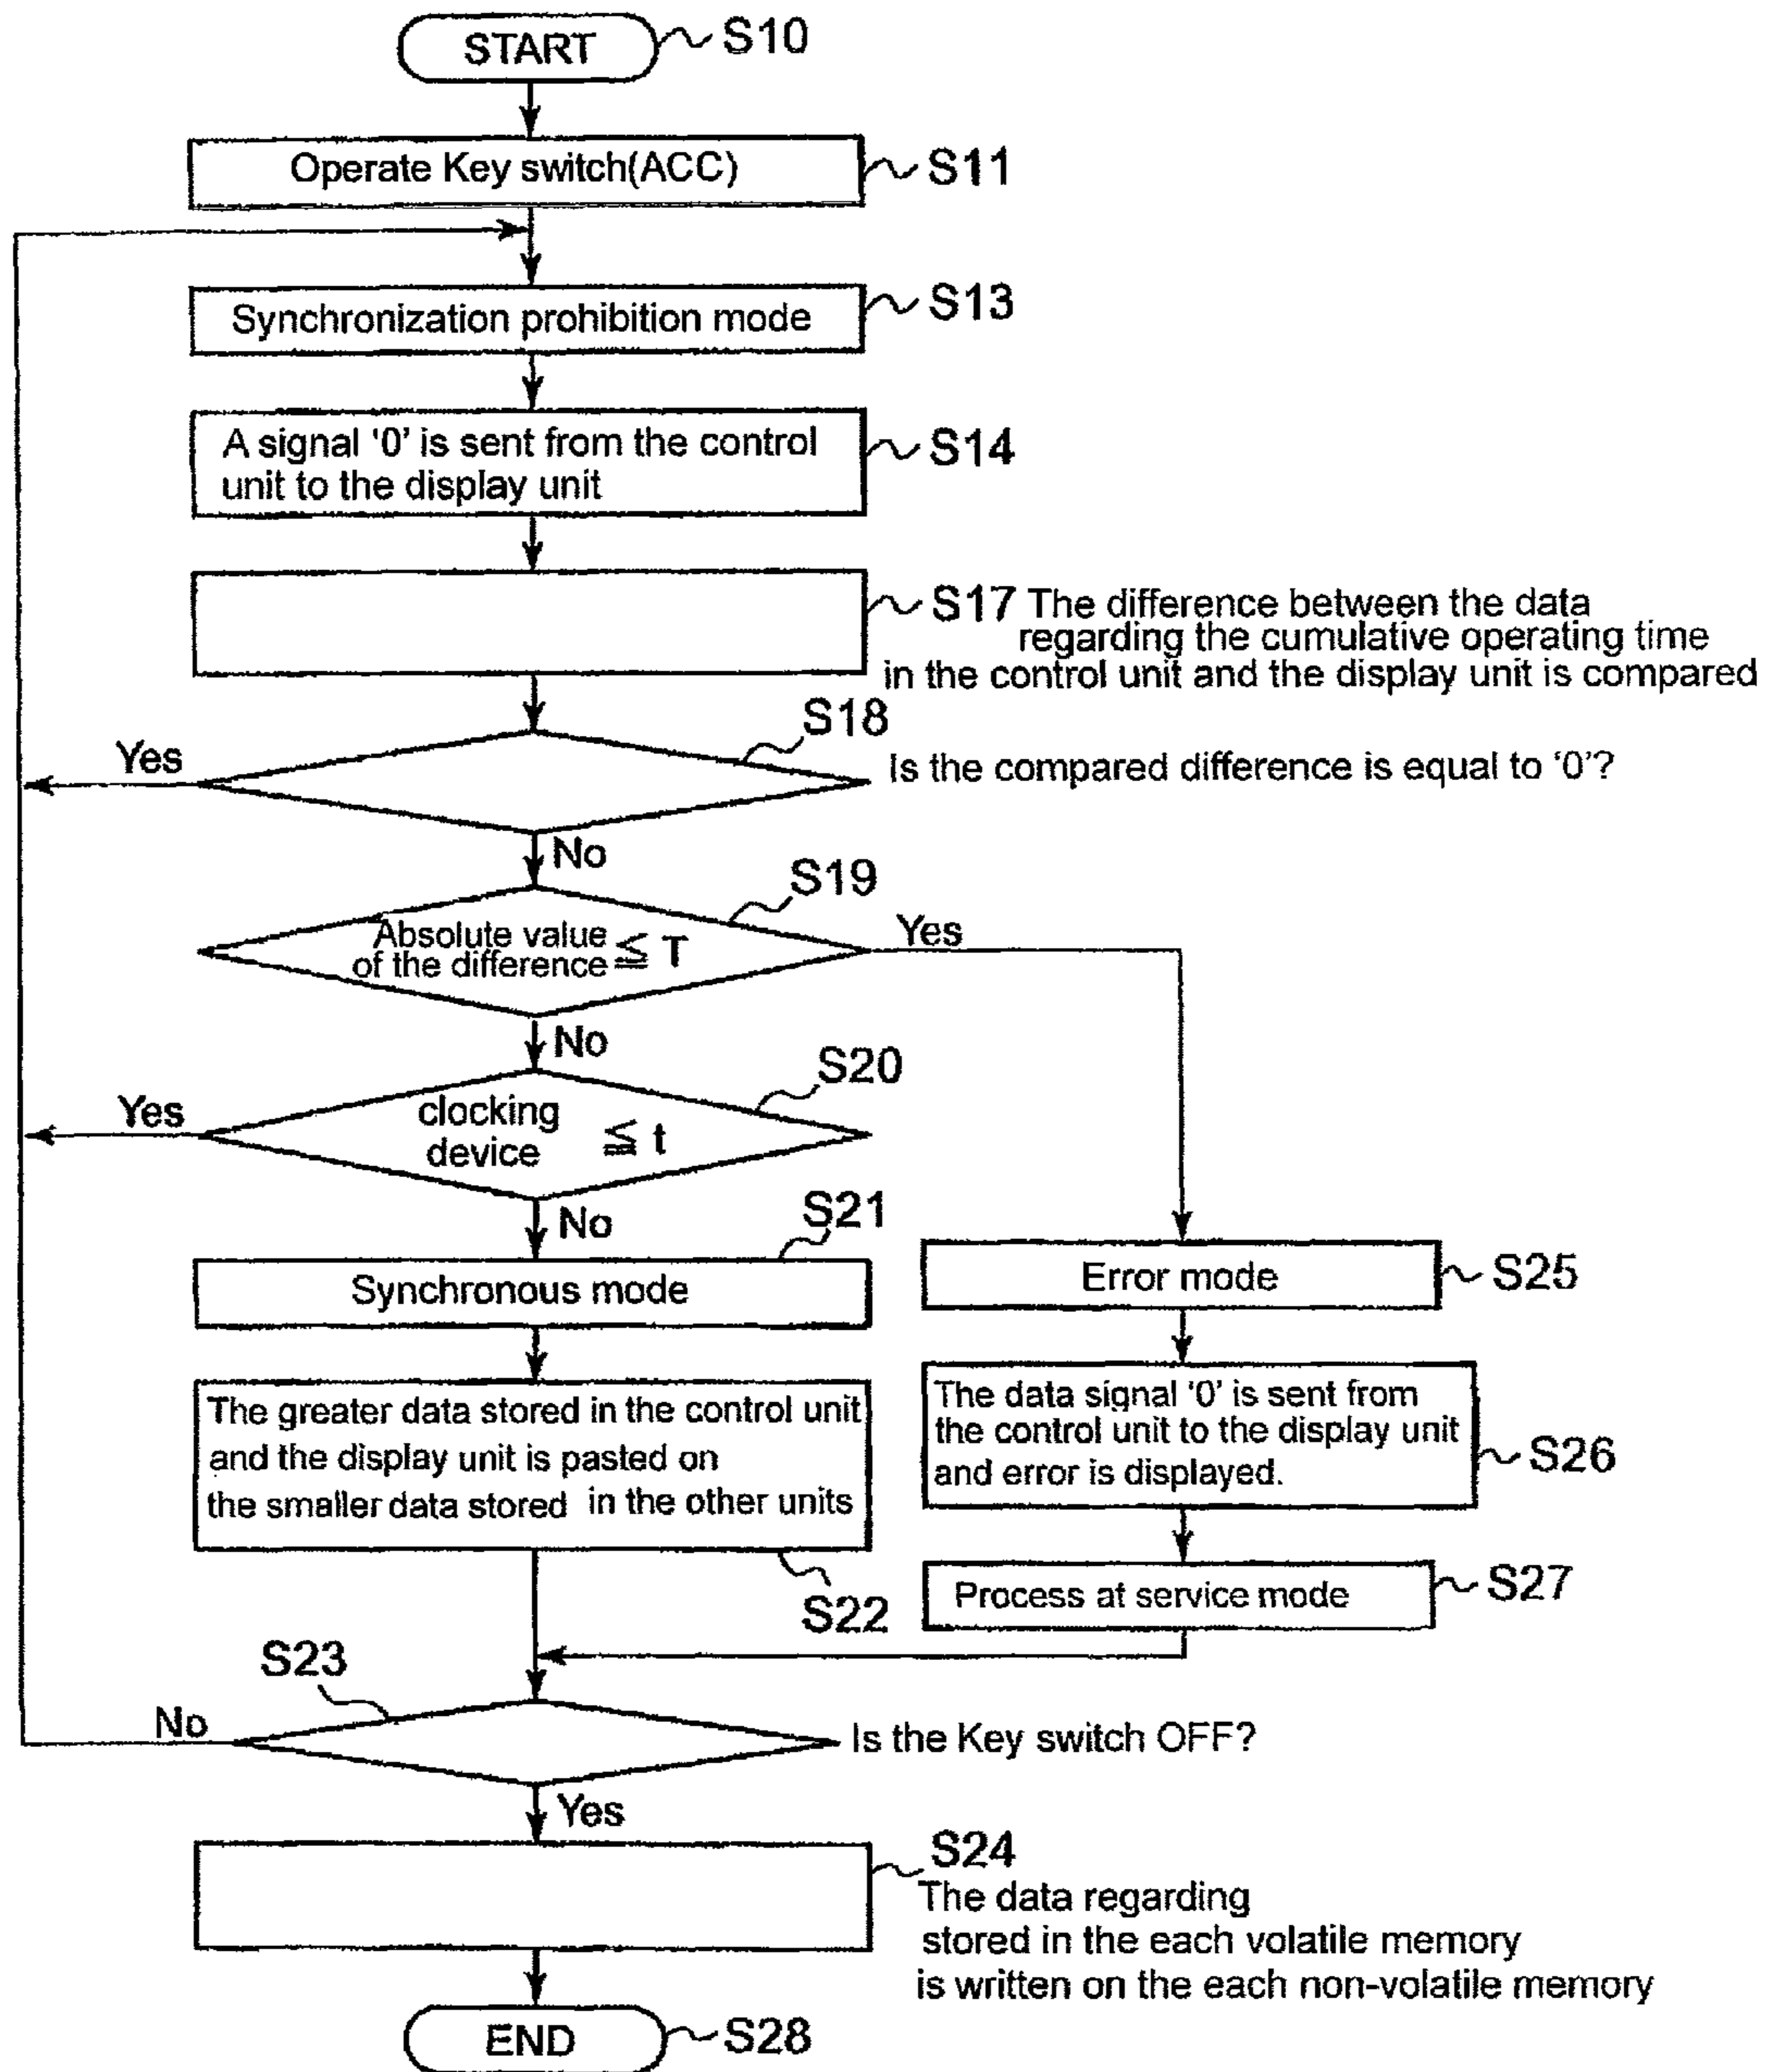 START
S10
Operate Key switch(ACC)
S11
Synchronization prohibition mode
S13
A signal ‘0’ is sent from the control
unit to the display unit
S14
S17 The difference between the data
regarding the cumulative operating time
in the control unit and the display unit is compared
S18
Yes
Is the compared difference is equal to ‘0’?
No
S19
Absolute value
of the difference ≦ T
Yes
No
S20
Yes
clocking
device ≦ t
No
S21
Synchronous mode
Error mode
S25
The greater data stored in the control unit
and the display unit is pasted on
the smaller data stored in the other units
S22
The data signal ‘0’ is sent from
the control unit to the display unit
and error is displayed.
S26
Process at service mode
S27
S23
No
Is the Key switch OFF?
Yes
S24
The data regarding
stored in the each volatile memory
is written on the each non-volatile memory
END
S28